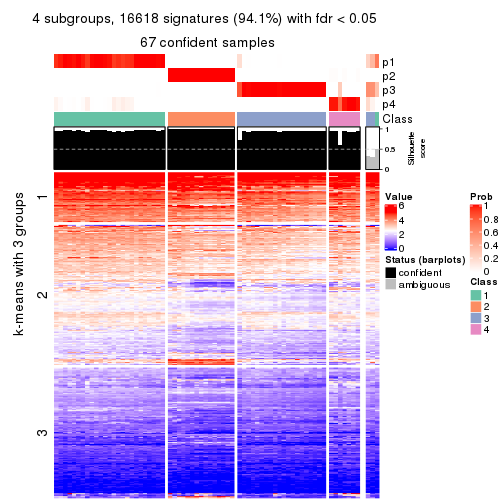 4 subgroups, 16618 signatures (94.1%) with fdr < 0.05
67 confident samples
p1
p2
p3
p4
Class
1
0.5
0
Silhouette
score
k-means with 3 groups
1
2
3
Value
6
4
2
0
Status (barplots)
confident
ambiguous
Prob
1
0.8
0.6
0.4
0.2
0
Class
1
2
3
4